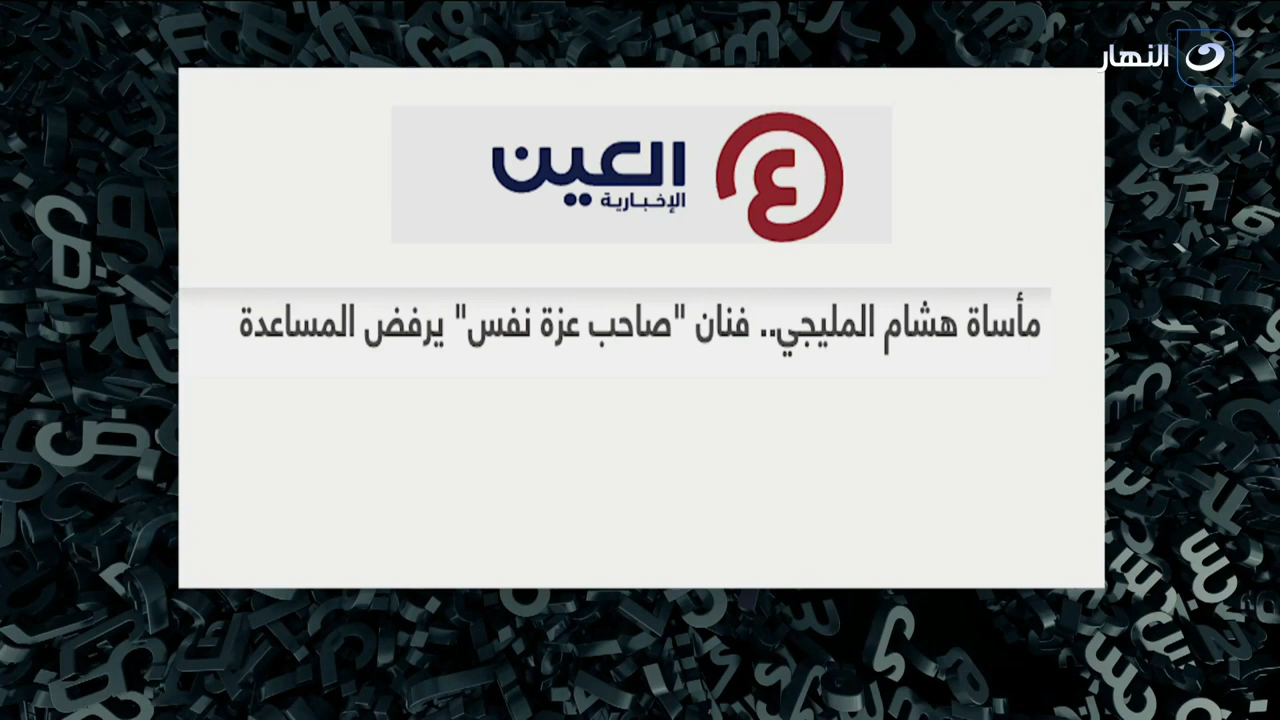 النهار
العين
الإخبارية
مأساة هشام المليجي.. فنان "صاحب عزة نفس" يرفض المساعدة